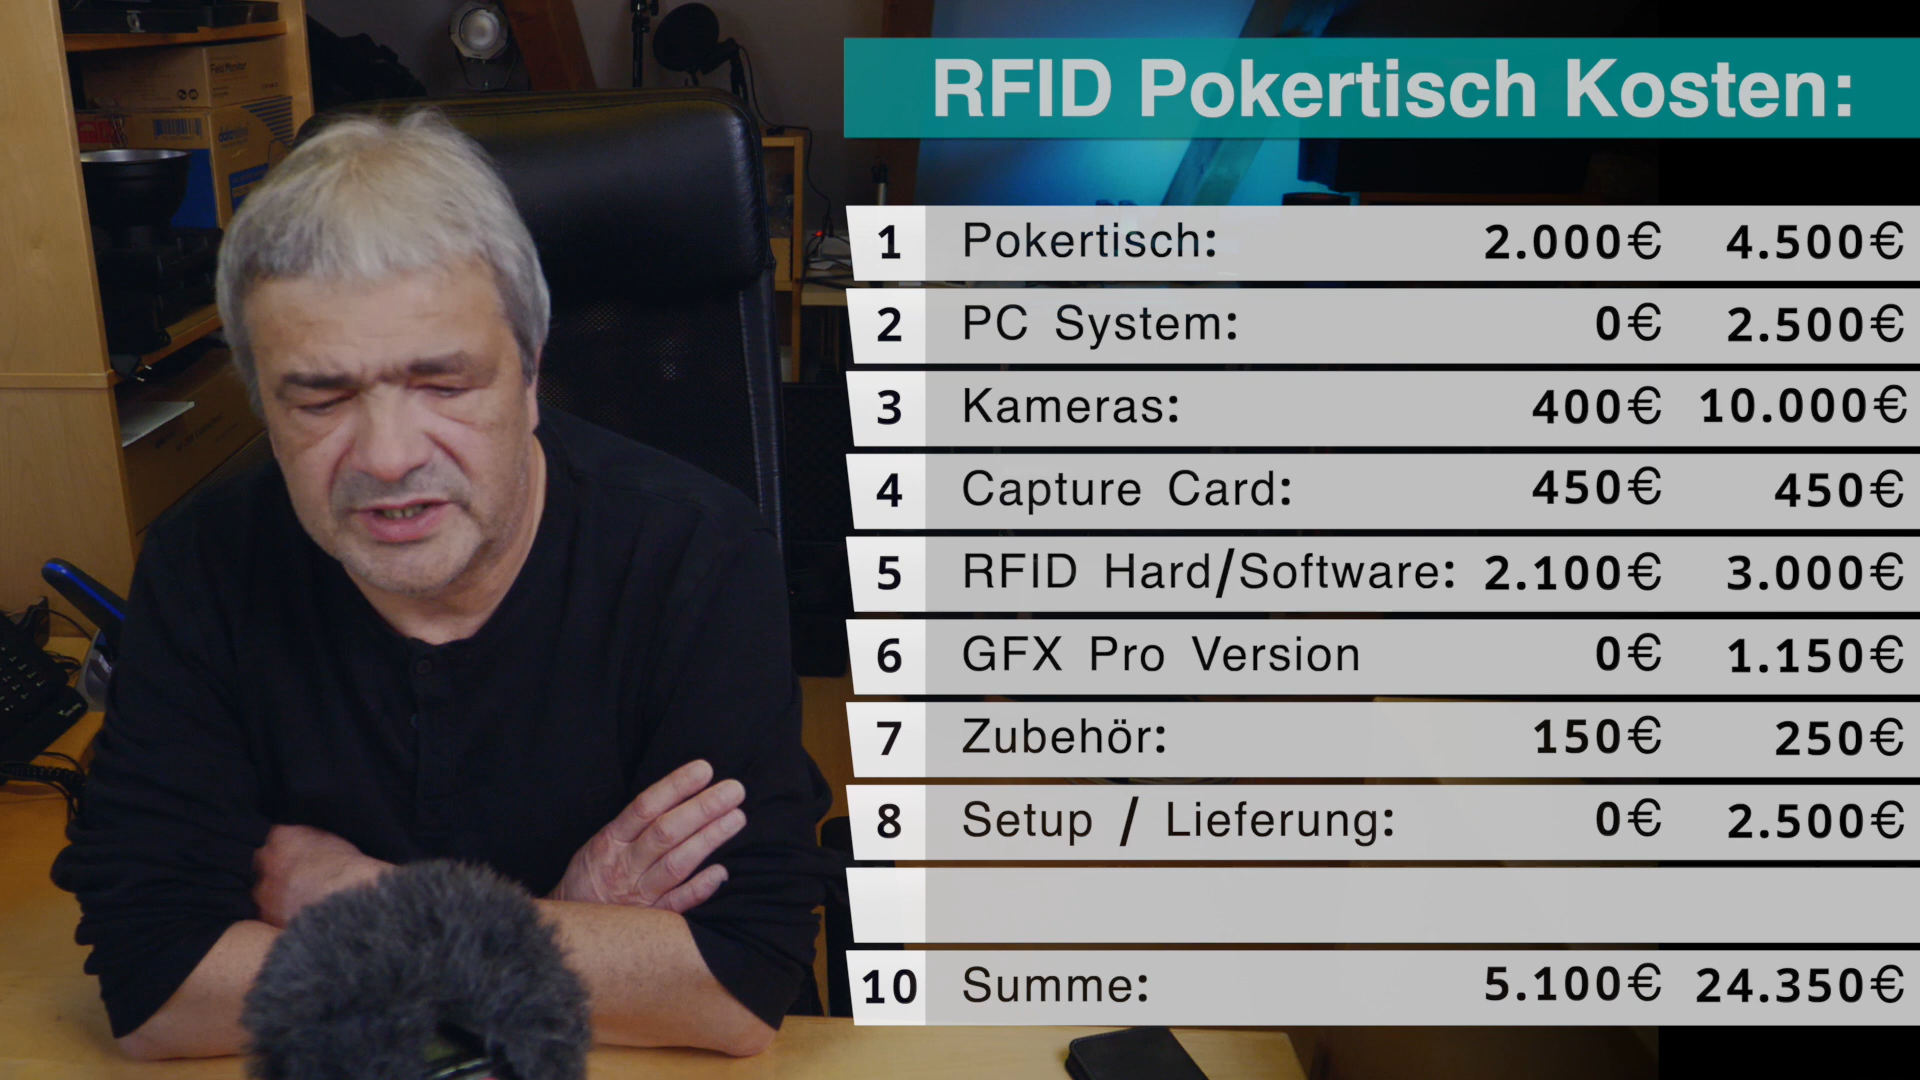 RFID Pokertisch Kosten:
1 Pokertisch: 2.000€ 4.500€
2 PC System: 0€ 2.500€
3 Kameras: 400€ 10.000€
4 Capture Card: 450€ 450€
5 RFID Hard/Software: 2.100€ 3.000€
6 GFX Pro Version 0€ 1.150€
7 Zubehör: 150€ 250€
8 Setup / Lieferung: 0€ 2.500€
10 Summe: 5.100€ 24.350€
Field Monitor